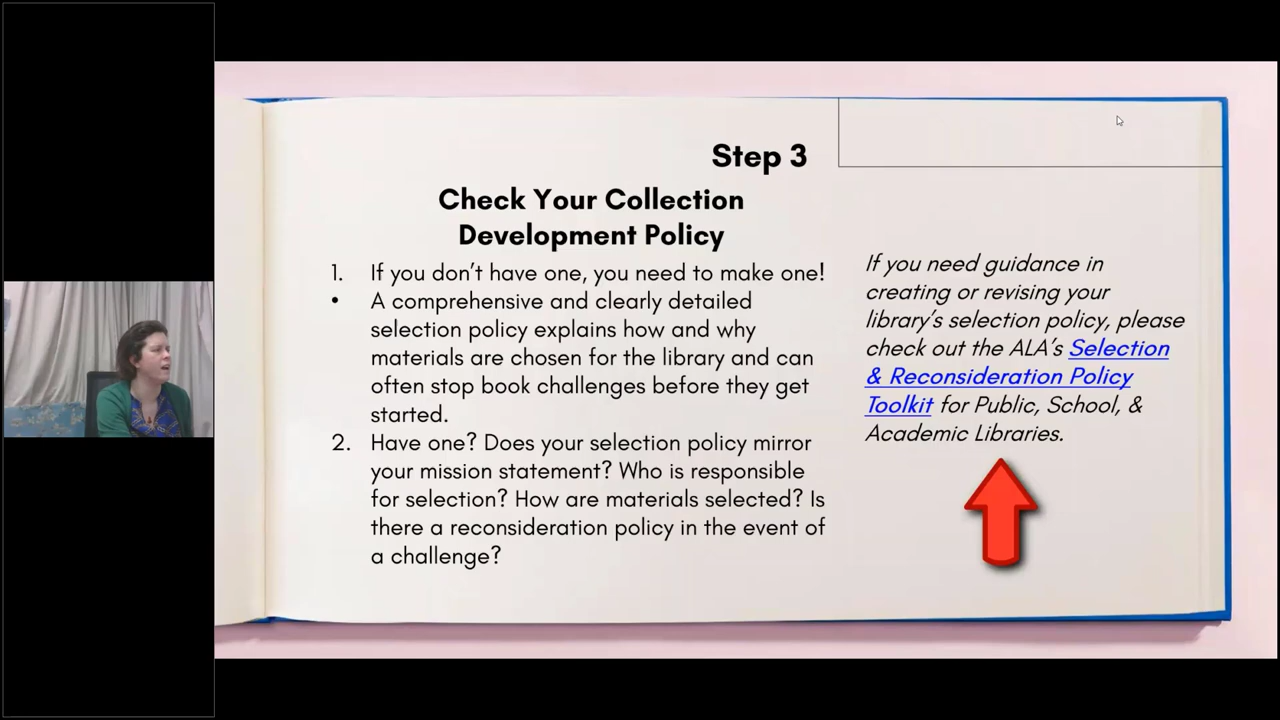 Step 3
Check Your Collection
Development Policy
1. If you don't have one, you need to make one!
• A comprehensive and clearly detailed
selection policy explains how and why
materials are chosen for the library and can
often stop book challenges before they get
started.
2. Have one? Does your selection policy mirror
your mission statement? Who is responsible
for selection? How are materials selected? Is
there a reconsideration policy in the event of
a challenge?
If you need guidance in
creating or revising your
library's selection policy, please
check out the ALA's Selection
& Reconsideration Policy
Toolkit for Public, School, &
Academic Libraries.